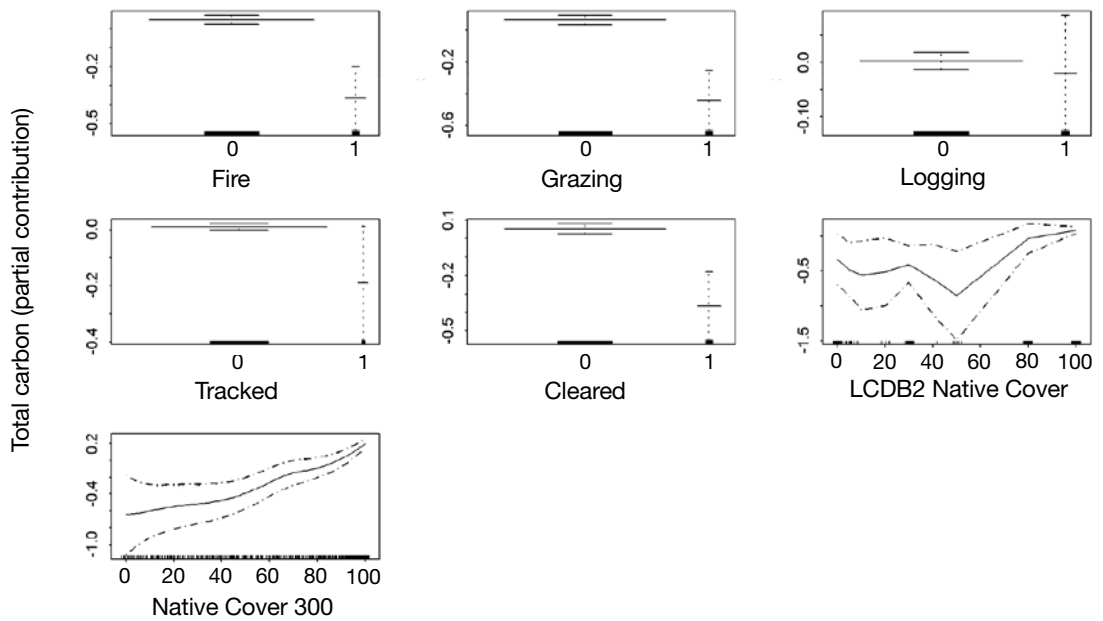 Total carbon (partial contribution)
-0.2
-0.5
0
1
Fire
-0.2
-0.6
0
1
Grazing
0.0
-0.10
0
1
Logging
0.0
-0.2
-0.4
0
1
Tracked
0.1
-0.2
-0.5
0
1
Cleared
-0.5
-1.5
0 20 40 60 80 100
LCDB2 Native Cover
0.2
-0.4
-1.0
0 20 40 60 80 100
Native Cover 300